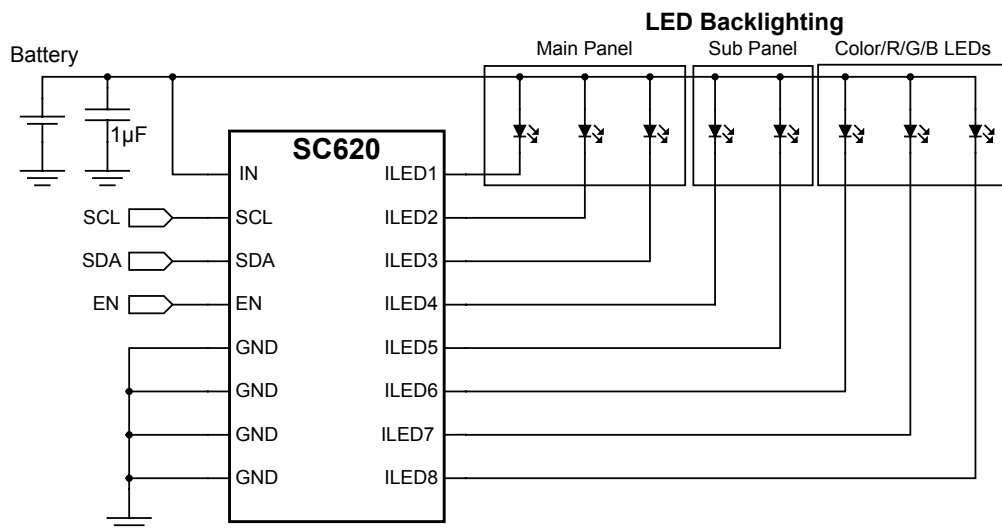 LED Backlighting
Battery
Main Panel
Sub Panel
Color/R/G/B LEDs
1µF
SC620
IN
ILED1
SCL
SCL
ILED2
SDA
SDA
ILED3
EN
EN
ILED4
GND
ILED5
GND
ILED6
GND
ILED7
GND
ILED8